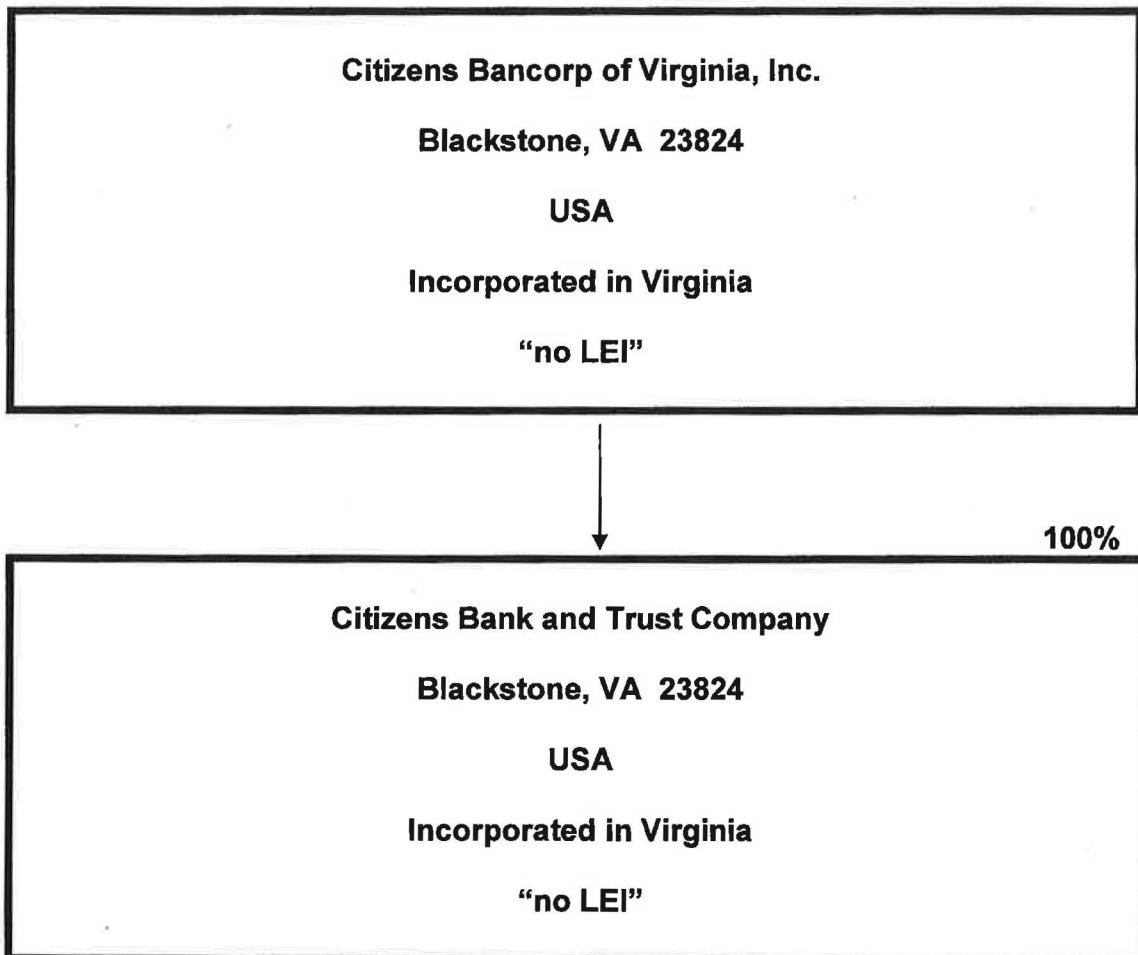 Citizens Bancorp of Virginia, Inc.
Blackstone, VA 23824
USA
Incorporated in Virginia
“no LEI”
100%
Citizens Bank and Trust Company
Blackstone, VA 23824
USA
Incorporated in Virginia
“no LEI”